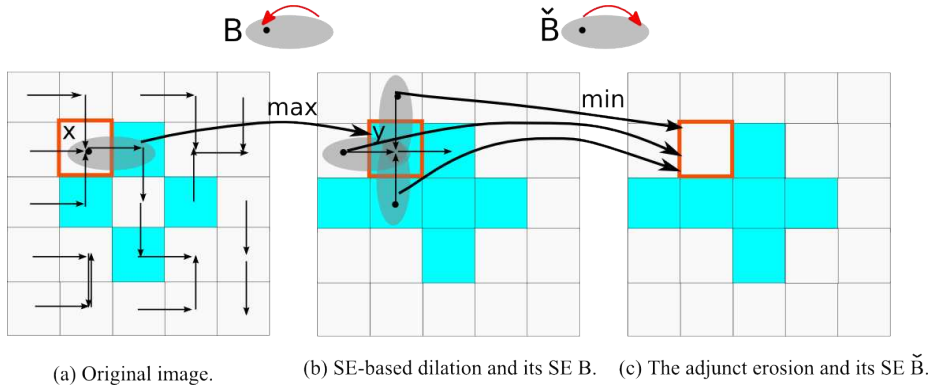 B
B̌
x
max
y
min
(a) Original image.
(b) SE-based dilation and its SE B.
(c) The adjunct erosion and its SE B̌.